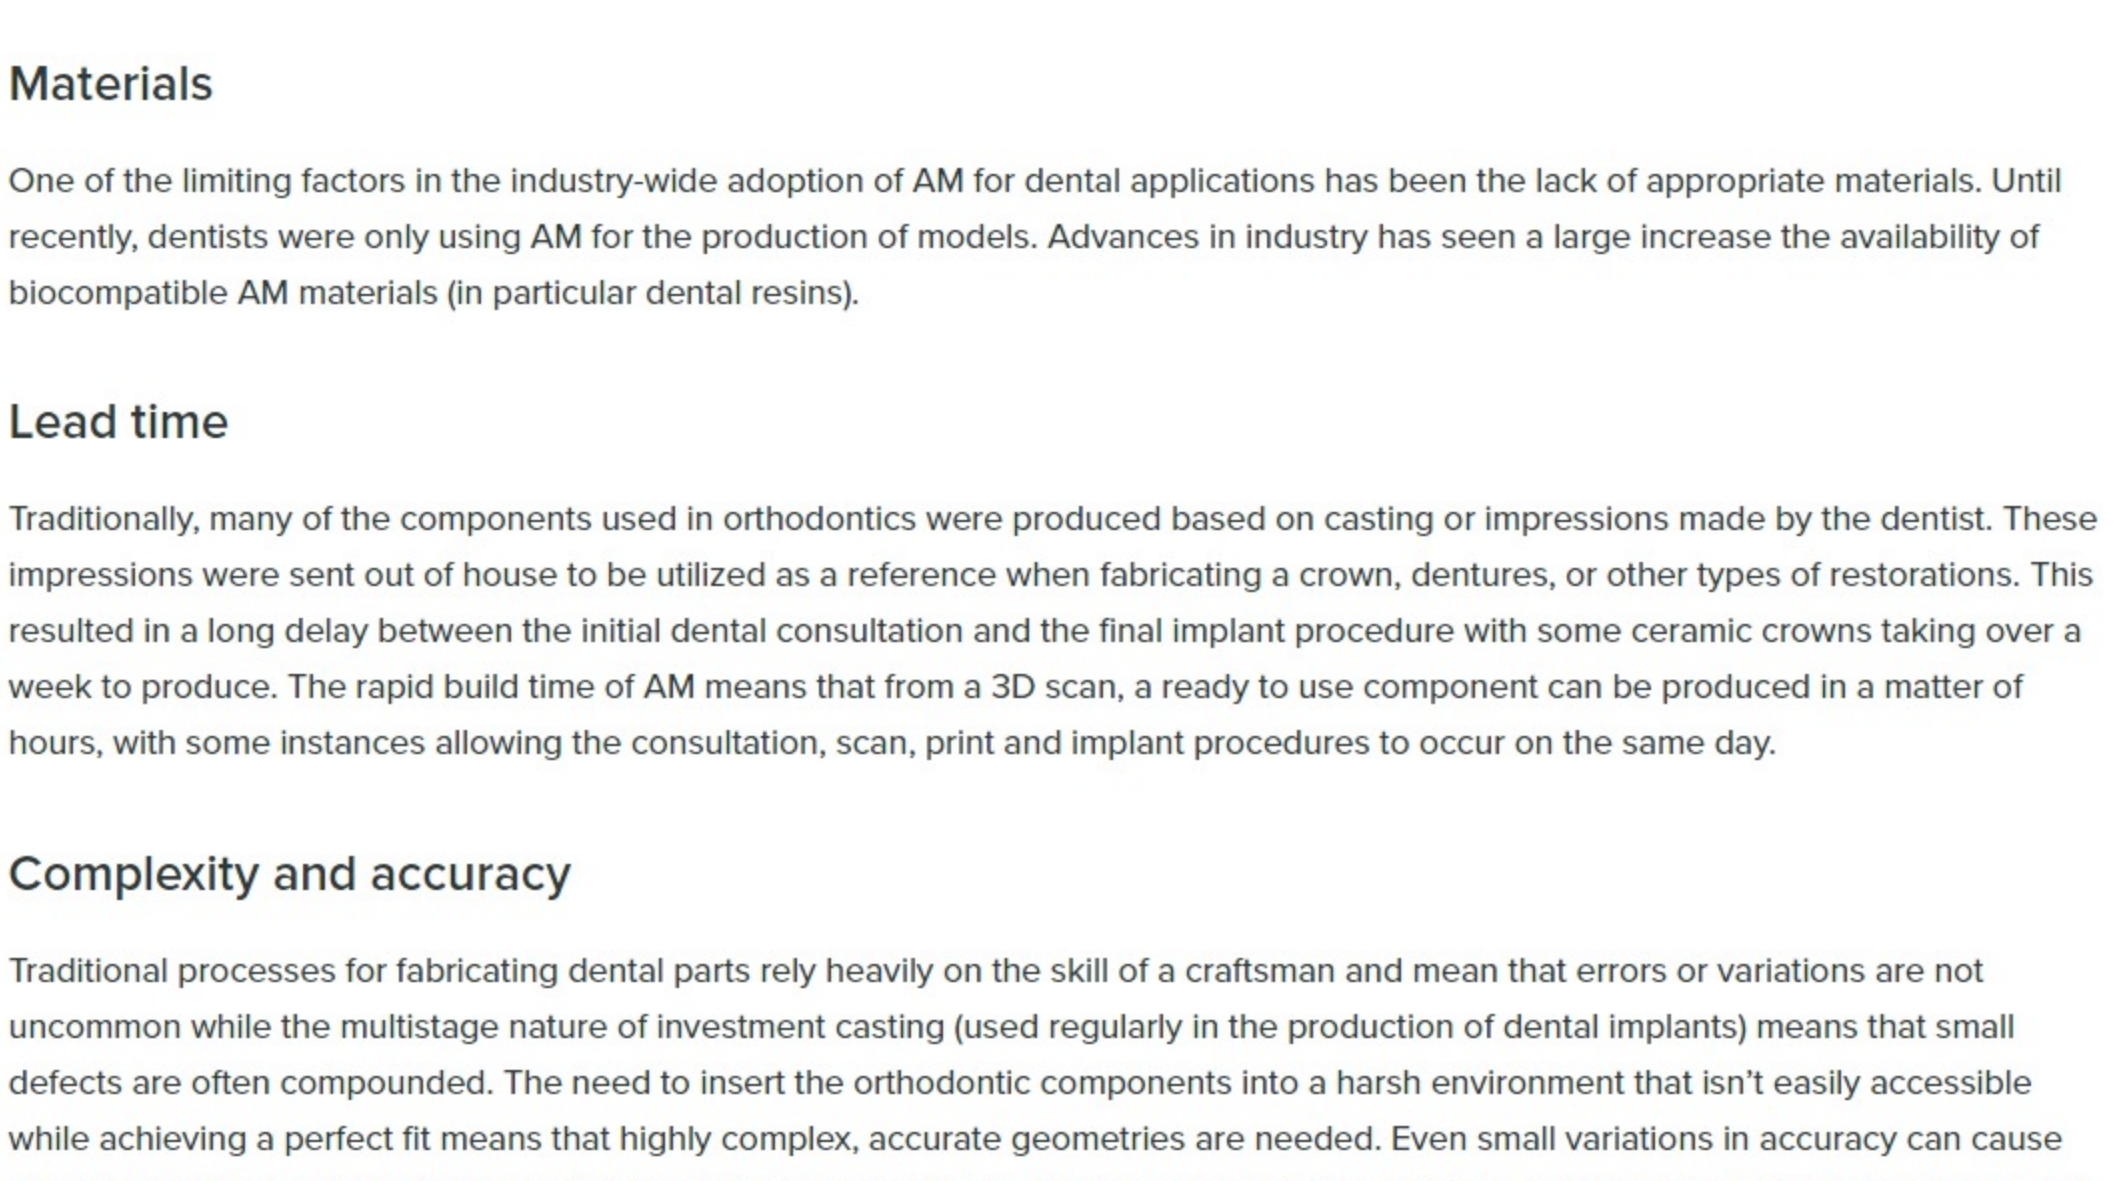 Materials
One of the limiting factors in the industry-wide adoption of AM for dental applications has been the lack of appropriate materials. Until
recently, dentists were only using AM for the production of models. Advances in industry has seen a large increase the availability of
biocompatible AM materials (in particular dental resins).
Lead time
Traditionally, many of the components used in orthodontics were produced based on casting or impressions made by the dentist. These
impressions were sent out of house to be utilized as a reference when fabricating a crown, dentures, or other types of restorations. This
resulted in a long delay between the initial dental consultation and the final implant procedure with some ceramic crowns taking over a
week to produce. The rapid build time of AM means that from a 3D scan, a ready to use component can be produced in a matter of
hours, with some instances allowing the consultation, scan, print and implant procedures to occur on the same day.
Complexity and accuracy
Traditional processes for fabricating dental parts rely heavily on the skill of a craftsman and mean that errors or variations are not
uncommon while the multistage nature of investment casting (used regularly in the production of dental implants) means that small
defects are often compounded. The need to insert the orthodontic components into a harsh environment that isn’t easily accessible
while achieving a perfect fit means that highly complex, accurate geometries are needed. Even small variations in accuracy can cause